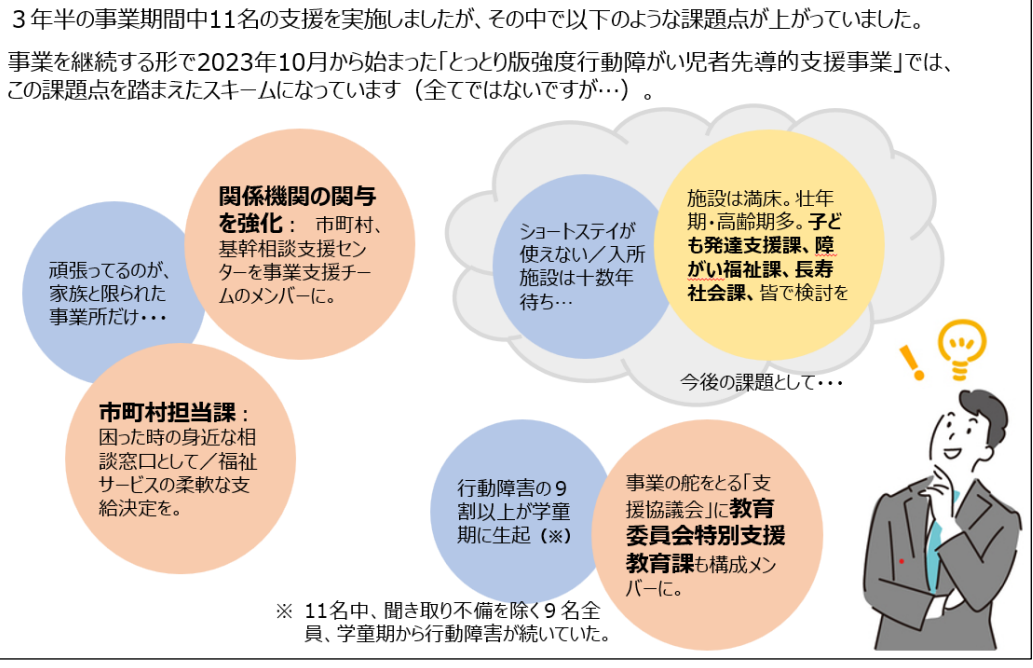 ３年半の事業期間中11名の支援を実施しましたが、その中で以下のような課題点が上がっていました。
事業を継続する形で2023年10月から始まった「とっとり版強度行動障がい児者先導的支援事業」では、
この課題点を踏まえたスキームになっています（全てではないですが…）。
頑張ってるのが、
家族と限られた
事業所だけ・・・
関係機関の関与
を強化： 市町村、
基幹相談支援セン
ターを事業支援チー
ムのメンバーに。
市町村担当課：
困った時の身近な相
談窓口として／福祉
サービスの柔軟な支
給決定を。
ショートステイが
使えない／入所
施設は十数年
待ち…
施設は満床。壮年
期・高齢期多。子ど
も発達支援課、障
がい福祉課、長寿
社会課、皆で検討を
今後の課題として・・・
行動障害の９
割以上が学童
期に生起（※）
事業の舵をとる「支
援協議会」に教育
委員会特別支援
教育課も構成メン
バーに。
※ 11名中、聞き取り不備を除く９名全
員、学童期から行動障害が続いていた。